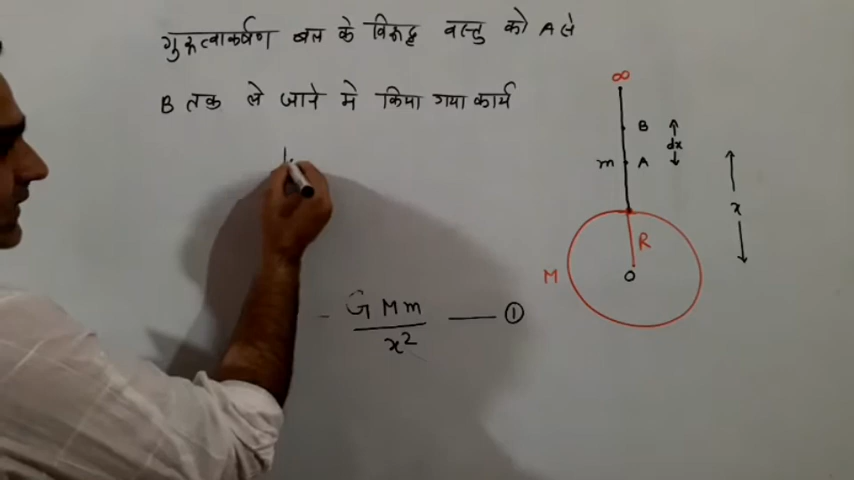 गुरूत्वाकर्षण बल के विरूद्ध वस्तु को A से
B तक ले जाने मे किया गया कार्य
∞
B
dx
m A
x
R
M
O
- GMm / x² —— ①